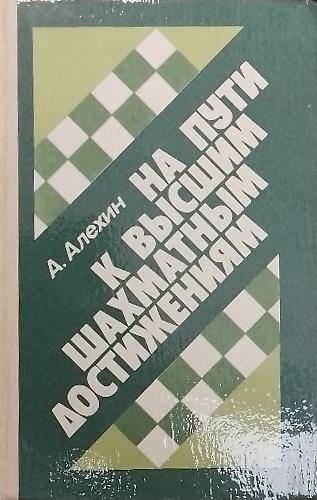 А. Алехин
НА ПУТИ
К ВЫСШИМ
ШАХМАТНЫМ
ДОСТИЖЕНИЯМ